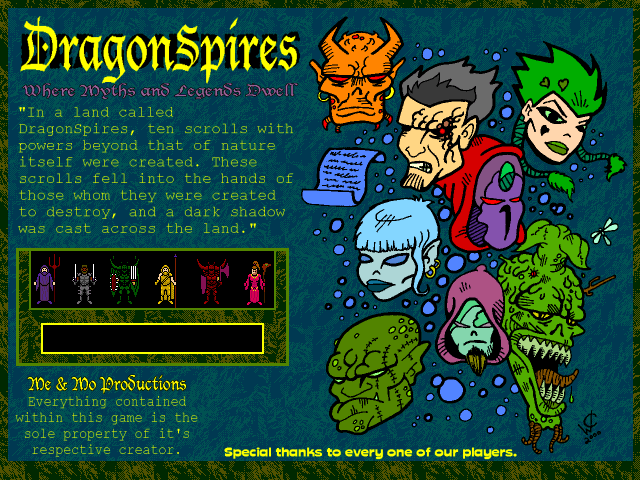 DragonSpires
Where Myths and Legends Dwell
"In a land called
DragonSpires, ten scrolls with
powers beyond that of nature
itself were created. These
scrolls fell into the hands of
those whom they were created
to destroy, and a dark shadow
was cast across the land."
Me & Mo Productions
Everything contained
within this game is the
sole property of it's
respective creator.
Special thanks to every one of our players.
2000